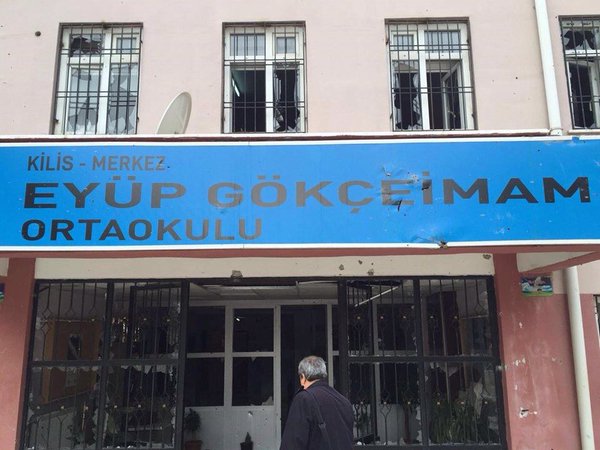 KİLİS - MERKEZ
EYÜP GÖKÇEİMAM
ORTAOKULU